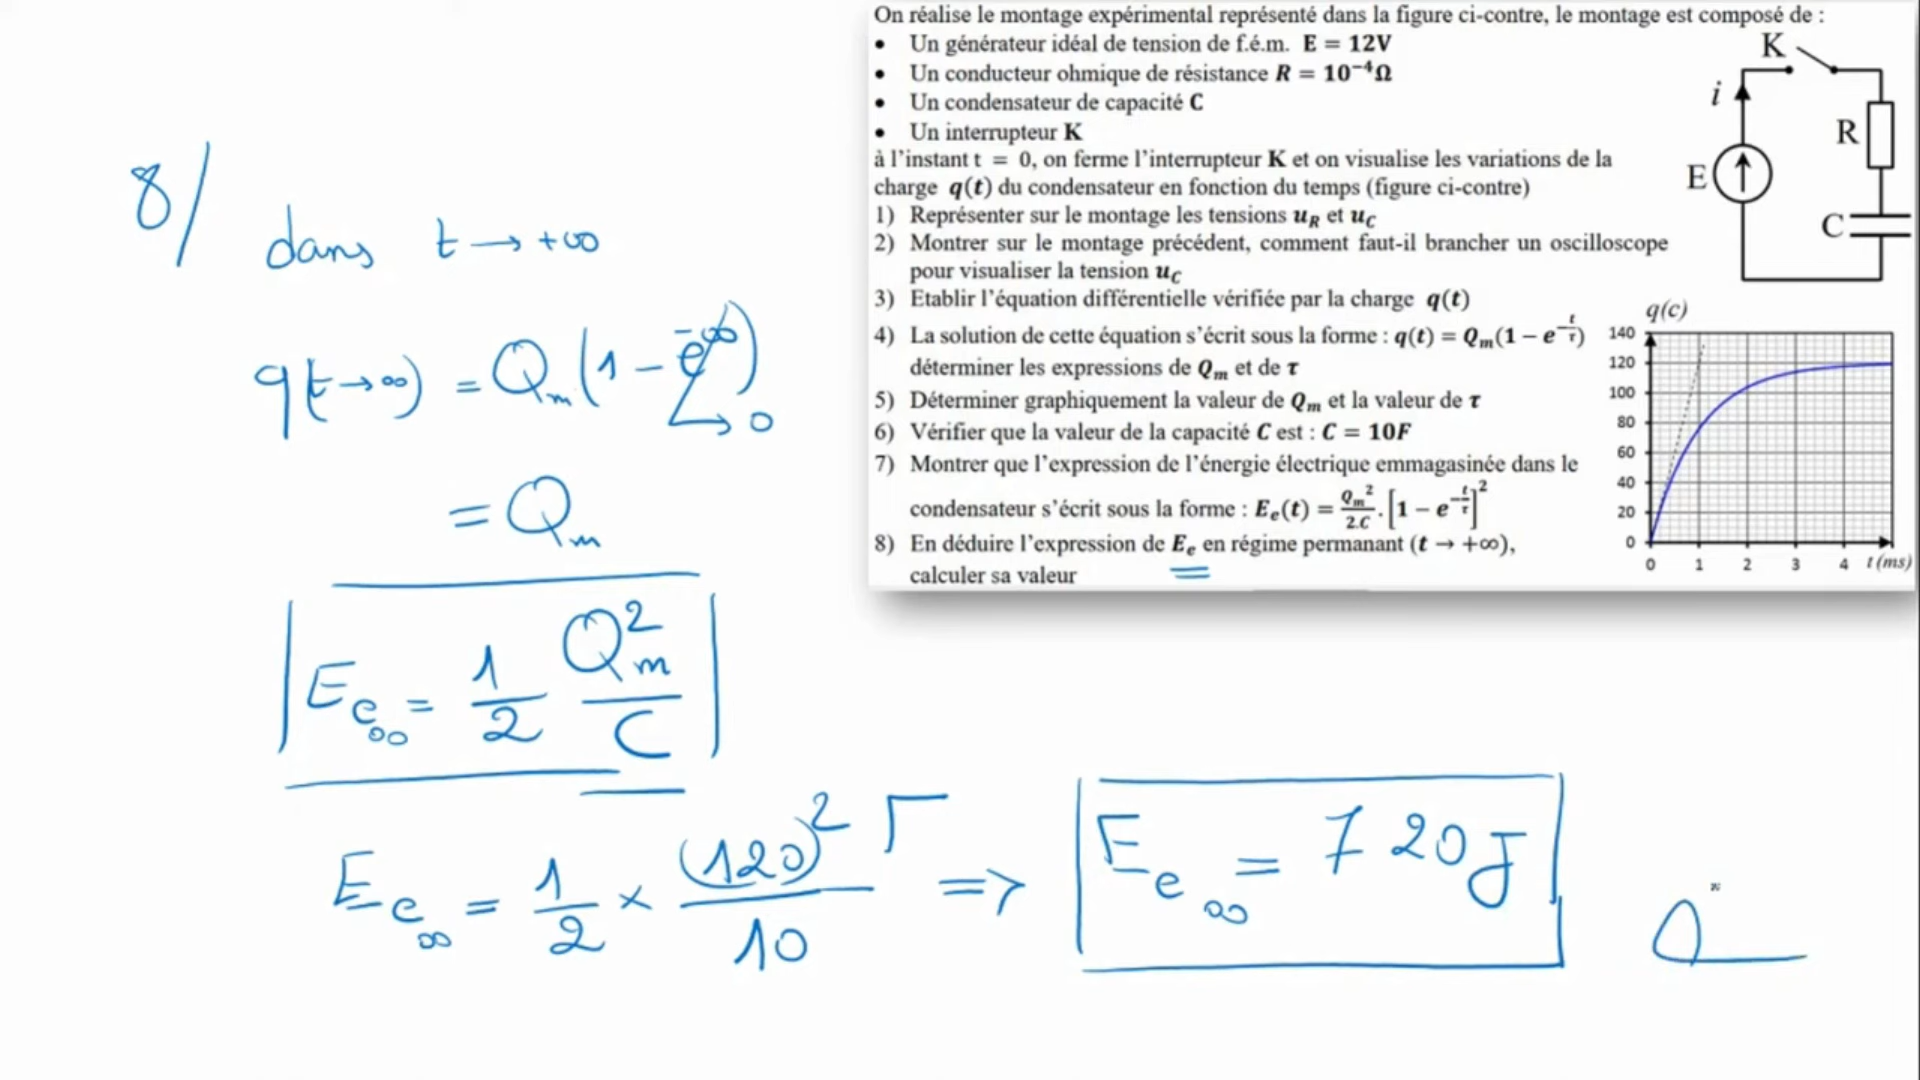 On réalise le montage expérimental représenté dans la figure ci-contre, le montage est composé de :
• Un générateur idéal de tension de f.é.m. E = 12V
• Un conducteur ohmique de résistance R = 10⁻⁴Ω
• Un condensateur de capacité C
• Un interrupteur K
à l'instant t = 0, on ferme l'interrupteur K et on visualise les variations de la
charge q(t) du condensateur en fonction du temps (figure ci-contre)
1) Représenter sur le montage les tensions u_R et u_C
2) Montrer sur le montage précédent, comment faut-il brancher un oscilloscope
pour visualiser la tension u_C
3) Etablir l'équation différentielle vérifiée par la charge q(t)
4) La solution de cette équation s'écrit sous la forme : q(t) = Q_m(1 − e^(−t/τ))
déterminer les expressions de Q_m et de τ
5) Déterminer graphiquement la valeur de Q_m et la valeur de τ
6) Vérifier que la valeur de la capacité C est : C = 10F
7) Montrer que l'expression de l'énergie électrique emmagasinée dans le
condensateur s'écrit sous la forme : E_e(t) = Q_m²/2.C . [1 − e^(−t/τ)]²
8) En déduire l'expression de E_e en régime permanant (t → +∞),
calculer sa valeur
K
i
R
E
C
q(c)
140
120
100
80
60
40
20
0
0 1 2 3 4 t(ms)
8/
dans t → +∞
q(t→∞) = Q_m(1 − e^(−∞)) → 0
= Q_m
E_e∞ = 1/2 Q_m²/C
E_e∞ = 1/2 × (120)²/10 ⇒ E_e∞ = 720J